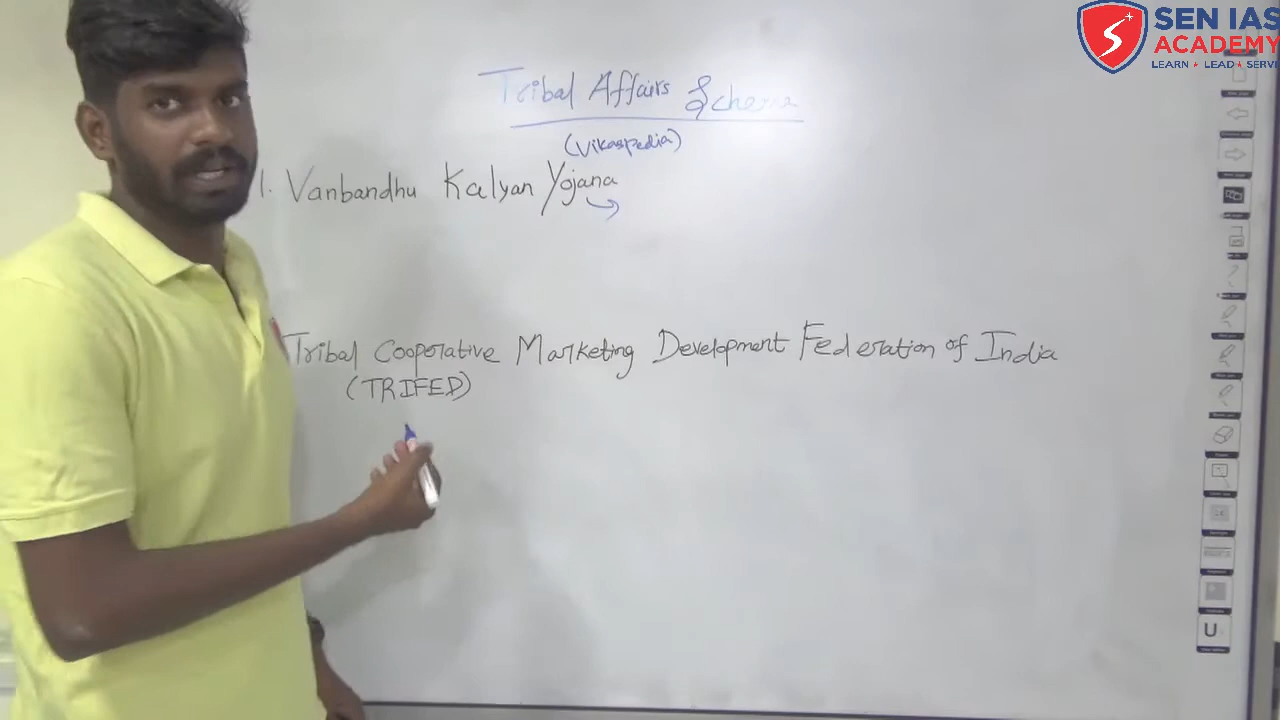 SEN IAS
ACADEMY
LEARN ★ LEAD ★ SERVE
Tribal Affairs Scheme
(Vikaspedia)
1. Vanbandhu Kalyan Yojana
Tribal Cooperative Marketing Development Federation of India
(TRIFED)
U